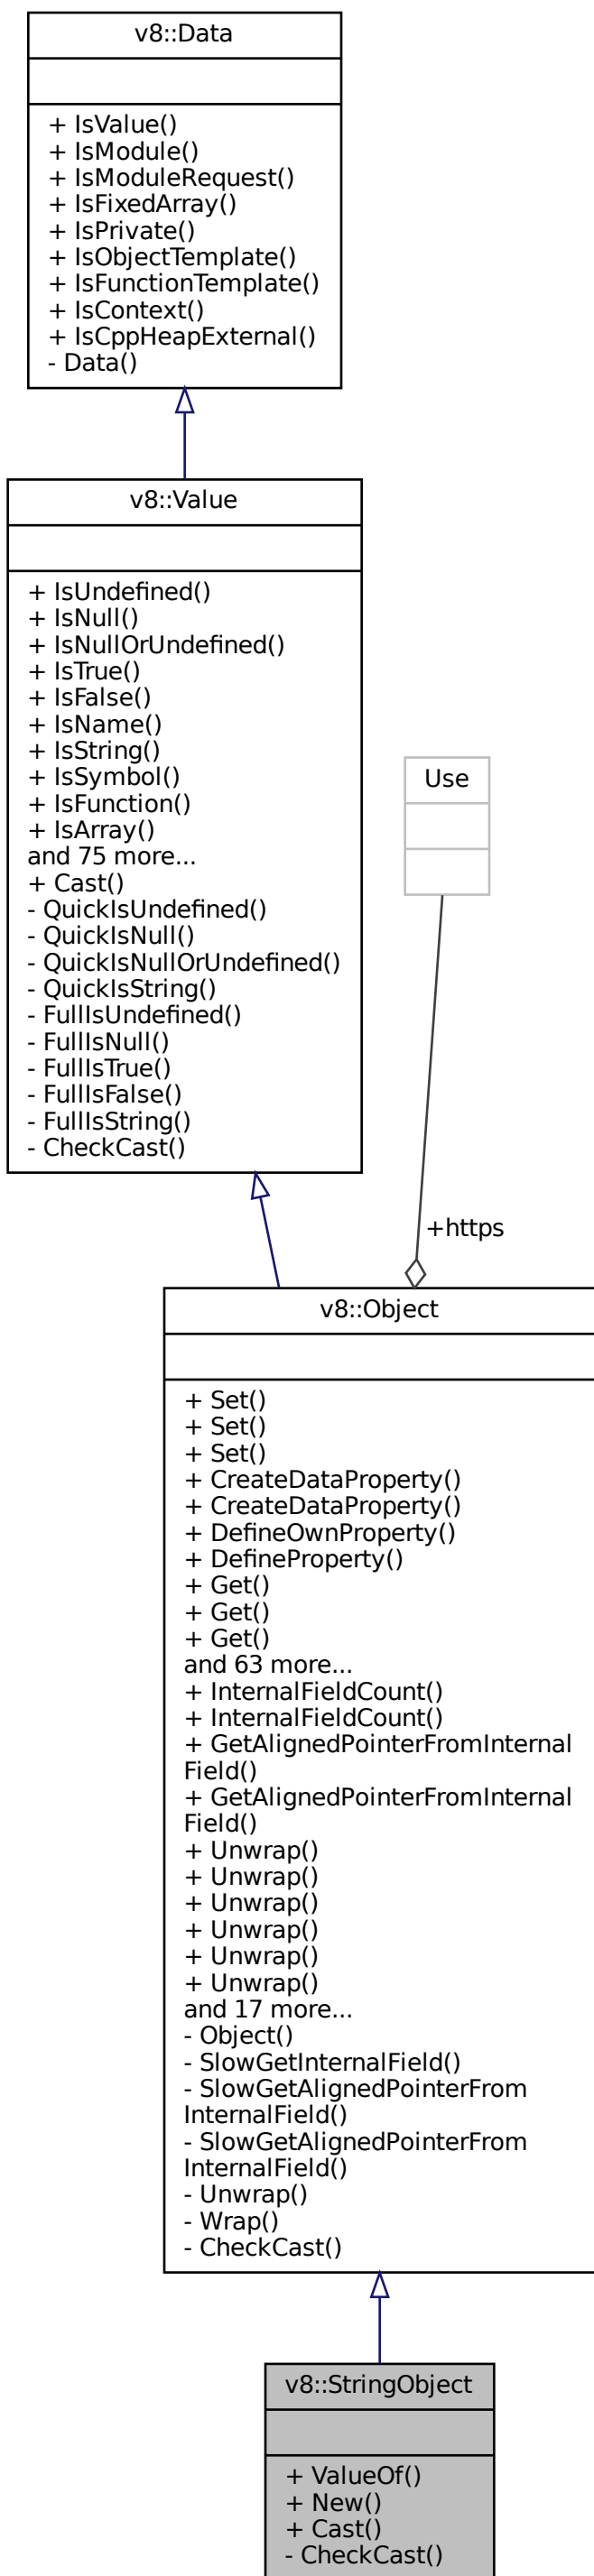 v8::Data
+ IsValue()
+ IsModule()
+ IsModuleRequest()
+ IsFixedArray()
+ IsPrivate()
+ IsObjectTemplate()
+ IsFunctionTemplate()
+ IsContext()
+ IsCppHeapExternal()
- Data()
v8::Value
+ IsUndefined()
+ IsNull()
+ IsNullOrUndefined()
+ IsTrue()
+ IsFalse()
+ IsName()
+ IsString()
+ IsSymbol()
+ IsFunction()
+ IsArray()
and 75 more...
+ Cast()
- QuickIsUndefined()
- QuickIsNull()
- QuickIsNullOrUndefined()
- QuickIsString()
- FullIsUndefined()
- FullIsNull()
- FullIsTrue()
- FullIsFalse()
- FullIsString()
- CheckCast()
Use
+https
v8::Object
+ Set()
+ Set()
+ Set()
+ CreateDataProperty()
+ CreateDataProperty()
+ DefineOwnProperty()
+ DefineProperty()
+ Get()
+ Get()
+ Get()
and 63 more...
+ InternalFieldCount()
+ InternalFieldCount()
+ GetAlignedPointerFromInternal
Field()
+ GetAlignedPointerFromInternal
Field()
+ Unwrap()
+ Unwrap()
+ Unwrap()
+ Unwrap()
+ Unwrap()
+ Unwrap()
and 17 more...
- Object()
- SlowGetInternalField()
- SlowGetAlignedPointerFrom
InternalField()
- SlowGetAlignedPointerFrom
InternalField()
- Unwrap()
- Wrap()
- CheckCast()
v8::StringObject
+ ValueOf()
+ New()
+ Cast()
- CheckCast()